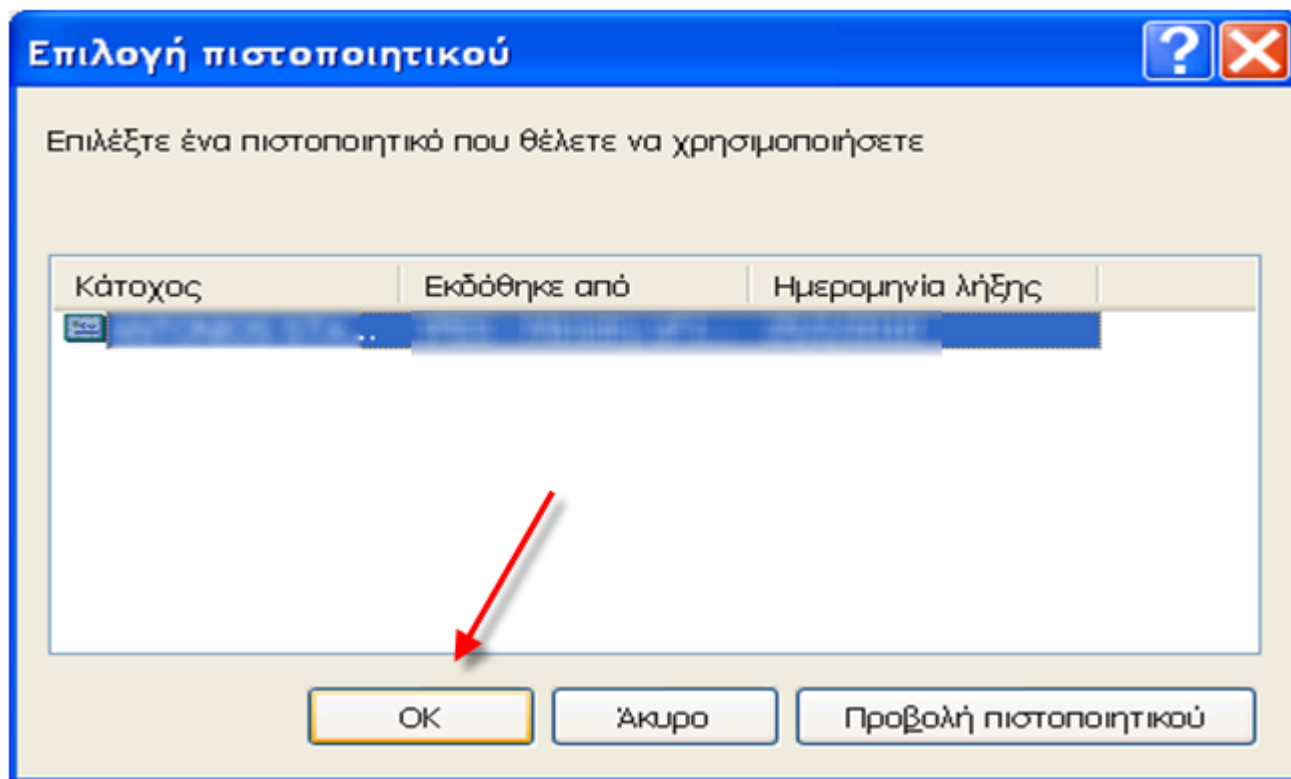 Επιλογή πιστοποιητικού
Επιλέξτε ένα πιστοποιητικό που θέλετε να χρησιμοποιήσετε
Κάτοχος Εκδόθηκε από Ημερομηνία λήξης
OK Άκυρο Προβολή πιστοποιητικού